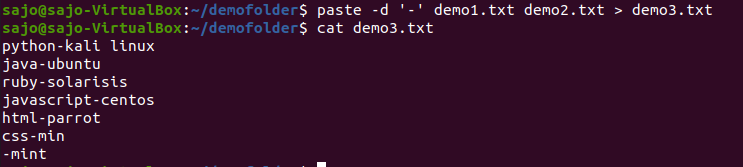 sajo@sajo-VirtualBox:~/demofolder$ paste -d '-' demo1.txt demo2.txt > demo3.txt
sajo@sajo-VirtualBox:~/demofolder$ cat demo3.txt
python-kali linux
java-ubuntu
ruby-solarisis
javascript-centos
html-parrot
css-min
-mint
sajo@sajo-VirtualBox:~/demofolder$